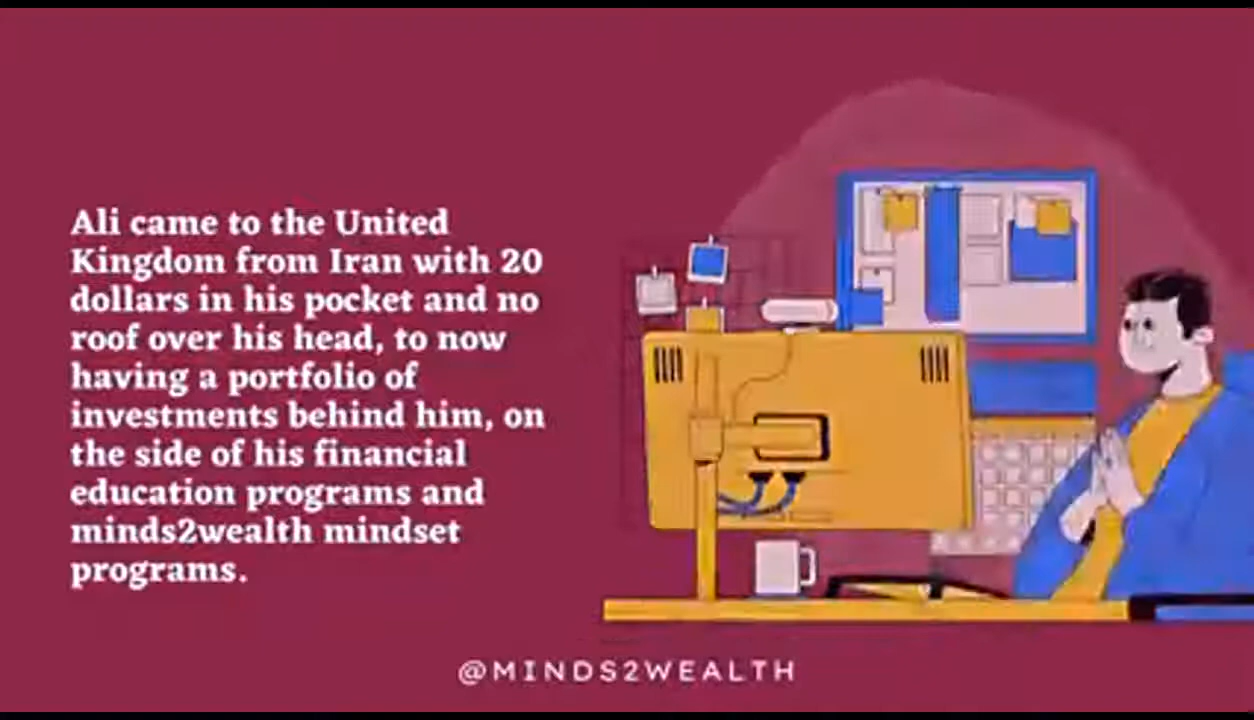 Ali came to the United
Kingdom from Iran with 20
dollars in his pocket and no
roof over his head, to now
having a portfolio of
investments behind him, on
the side of his financial
education programs and
minds2wealth mindset
programs.
@MINDS2WEALTH